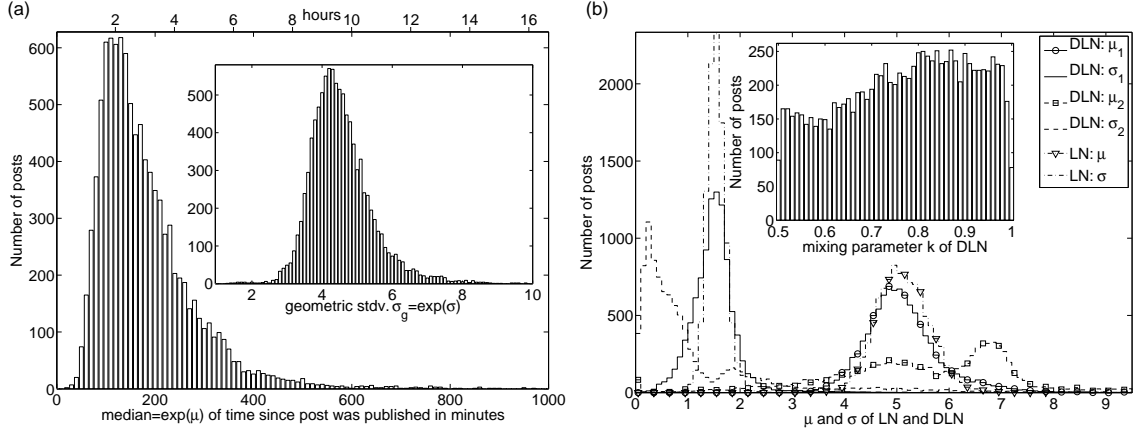 (a)
hours
2 4 6 8 10 12 14 16
600
500
400
300
200
100
0
Number of posts
0 200 400 600 800 1000
median=exp(μ) of time since post was published in minutes
500
400
300
200
100
0
2 4 6 8 10
geometric stdv. σg=exp(σ)
(b)
2000
1500
1000
500
0
Number of posts
0 1 2 3 4 5 6 7 8 9
μ and σ of LN and DLN
250
200
150
100
50
0
Number of posts
0.5 0.6 0.7 0.8 0.9 1
mixing parameter k of DLN
DLN: μ1
DLN: σ1
DLN: μ2
DLN: σ2
LN: μ
LN: σ